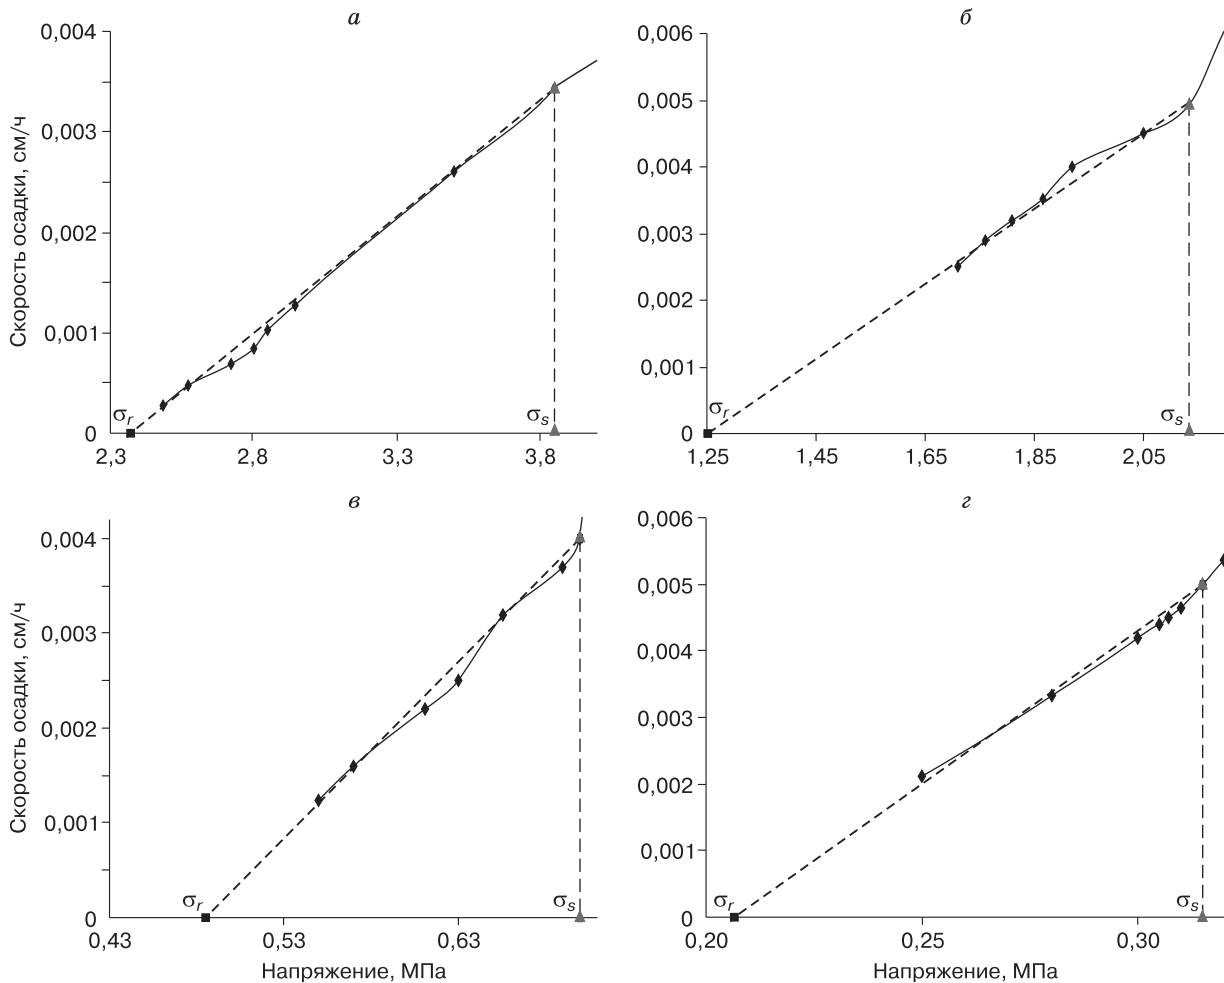 а
Скорость осадки, см/ч
0,004
0,003
0,002
0,001
0
σr
σs
2,3
2,8
3,3
3,8
б
0,006
0,005
0,004
0,003
0,002
0,001
0
σr
σs
1,25
1,45
1,65
1,85
2,05
в
Скорость осадки, см/ч
0,004
0,003
0,002
0,001
0
σr
σs
0,43
0,53
0,63
Напряжение, МПа
г
0,006
0,005
0,004
0,003
0,002
0,001
0
σr
σs
0,20
0,25
0,30
Напряжение, МПа